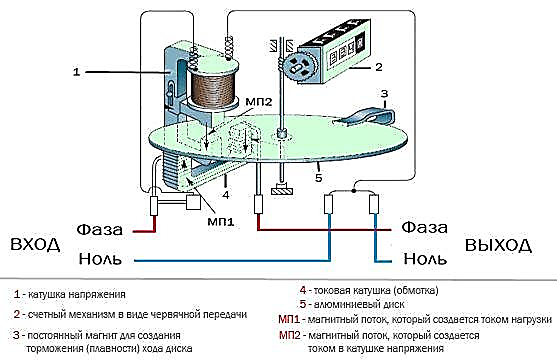 1
МП2
2
3
4
5
МП1
ВХОД
Фаза
Ноль
Фаза
Ноль
ВЫХОД
1 - катушка напряжения
2 - счетный механизм в виде червячной передачи
3 - постоянный магнит для создания
торможения (плавности) хода диска
4 - токовая катушка (обмотка)
5 - алюминиевый диск
МП1 - магнитный поток, который создается током нагрузки
МП2 - магнитный поток, который создается
током в катушке напряжения